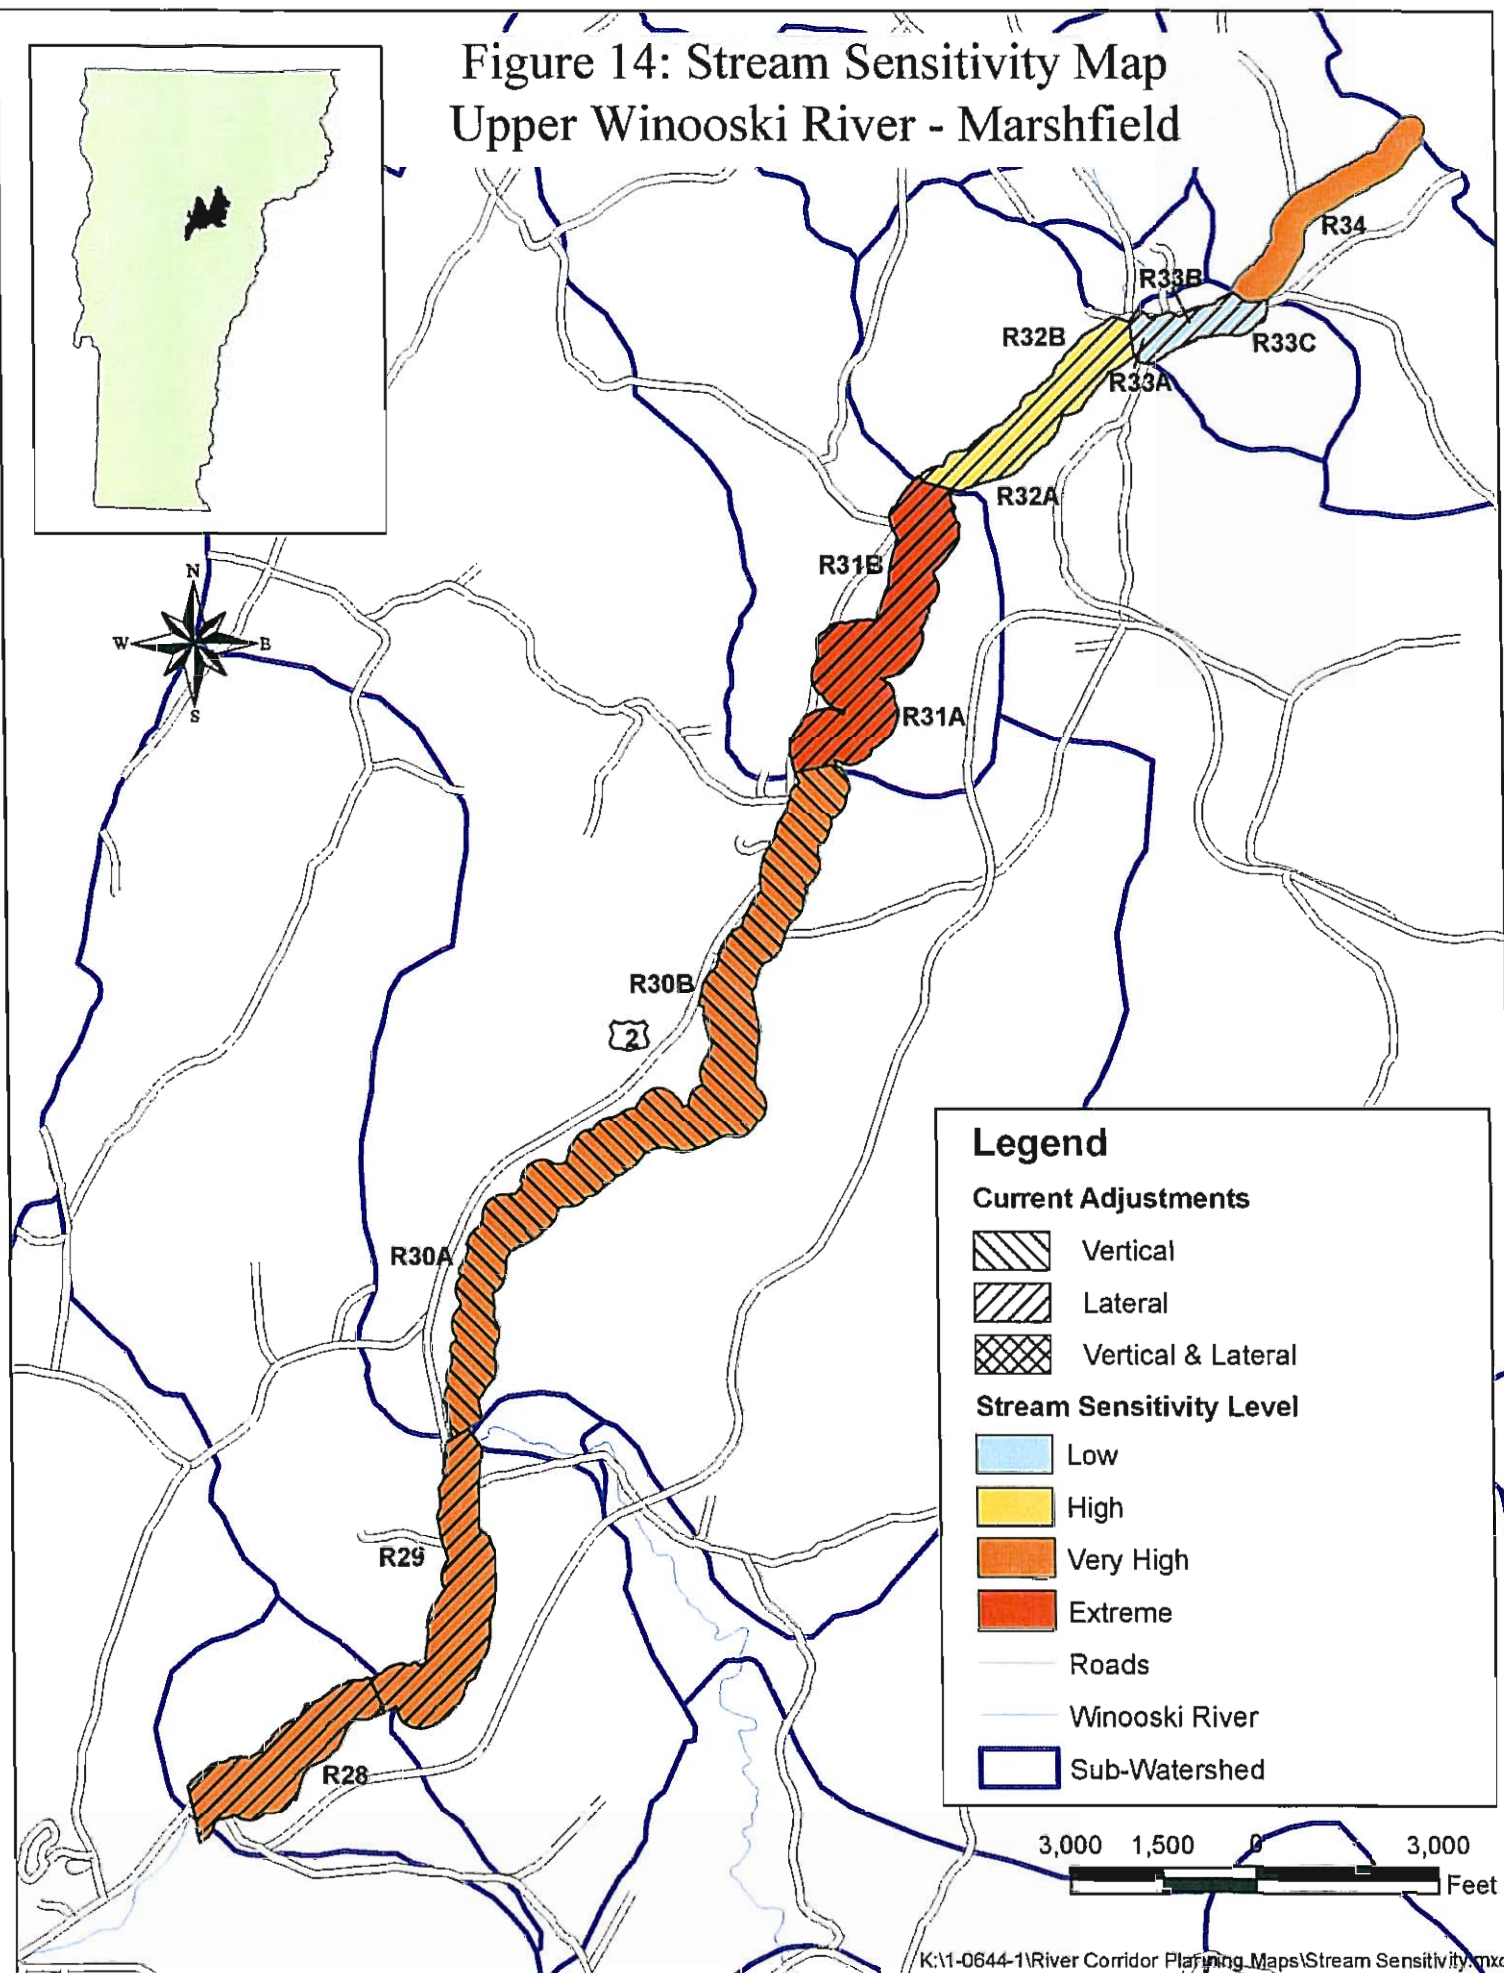 Figure 14: Stream Sensitivity Map
Upper Winooski River - Marshfield
R34
R33B
R32B
R33C
R33A
R32A
R31B
N
W
E
S
R31A
R30B
2
R30A
R29
R28
Legend
Current Adjustments
Vertical
Lateral
Vertical & Lateral
Stream Sensitivity Level
Low
High
Very High
Extreme
Roads
Winooski River
Sub-Watershed
3,000 1,500 0 3,000
Feet
K:\1-0644-1\River Corridor Planning Maps\Stream Sensitivity.mxd